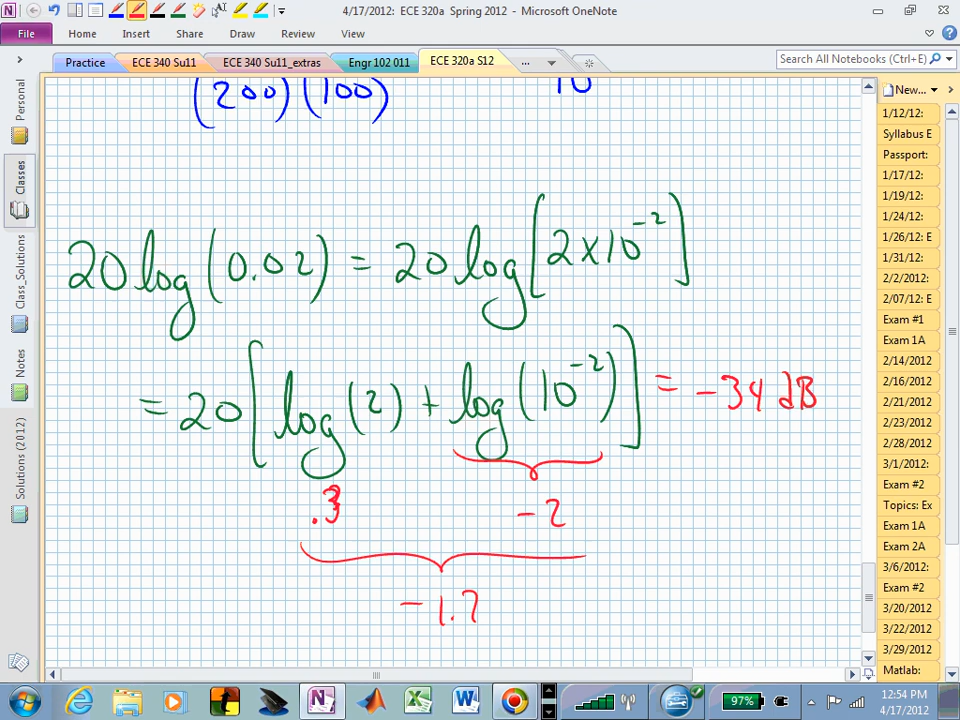 4/17/2012: ECE 320a Spring 2012 - Microsoft OneNote
File Home Insert Share Draw Review View
Practice ECE 340 Su11 ECE 340 Su11_extras Engr 102 011 ECE 320a S12 ... Search All Notebooks (Ctrl+E)
Personal
Classes
Class_Solutions
Notes
Solutions (2012)
(200)(100) 10
20 log (0.02) = 20 log [2x10^-2]
= 20 [log (2) + log (10^-2)] = -34 dB
.3 -2
-1.7
New...
1/12/12:
Syllabus E
Passport:
1/17/12:
1/19/12:
1/24/12:
1/26/12: E
1/31/12:
2/2/2012:
2/07/12: E
Exam #1
Exam 1A
2/14/2012
2/16/2012
2/21/2012
2/23/2012
2/28/2012
3/1/2012:
Exam #2
Topics: Ex
Exam 1A
Exam 2A
3/6/2012:
Exam #2
3/20/2012
3/22/2012
3/29/2012
Matlab:
97% 12:54 PM
4/17/2012